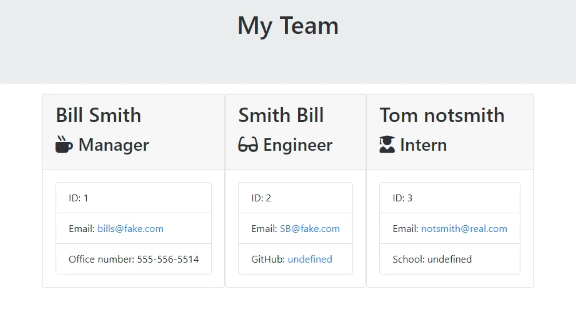 My Team
Bill Smith
Manager
ID: 1
Email: bills@fake.com
Office number: 555-556-5514
Smith Bill
Engineer
ID: 2
Email: SB@fake.com
GitHub: undefined
Tom notsmith
Intern
ID: 3
Email: notsmith@real.com
School: undefined